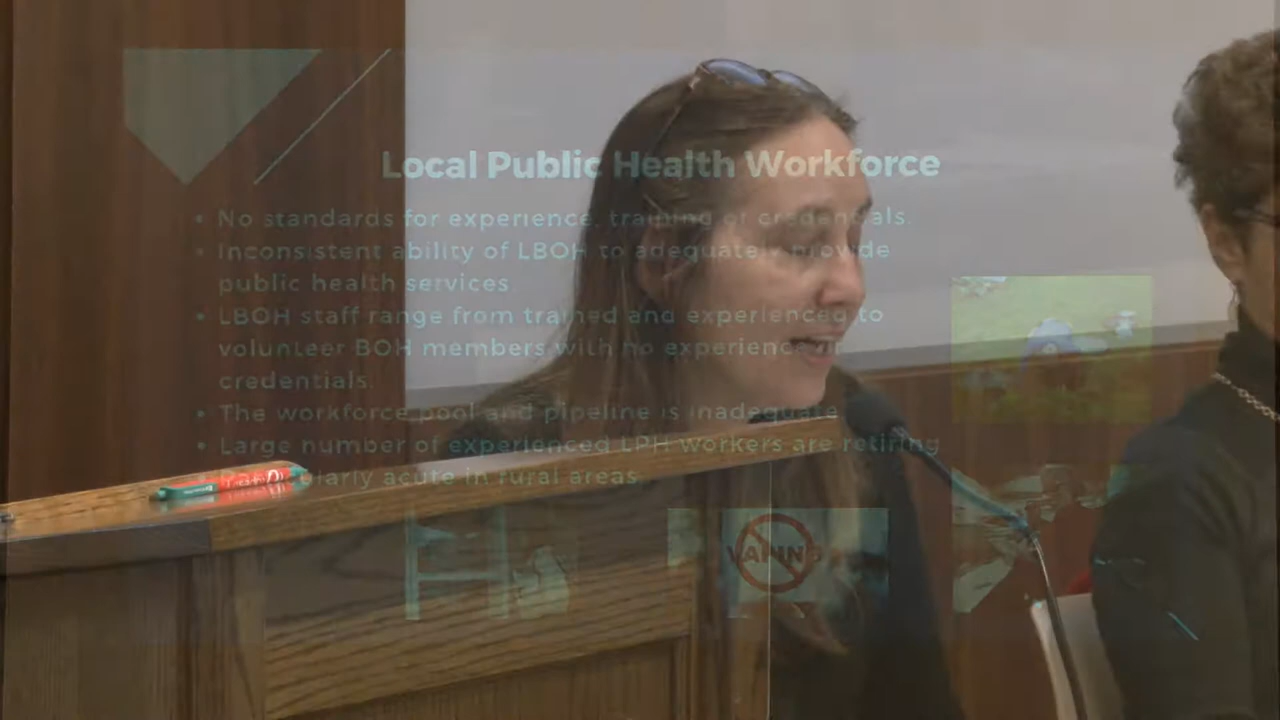 Local Public Health Workforce
• No standards for experience, training or credentials.
• Inconsistent ability of LBOH to adequately provide
public health services.
• LBOH staff range from trained and experienced to
volunteer BOH members with no experience
credentials.
• The workforce pool and pipeline is inadequate
• Large number of experienced LPH workers are retiring
acute in rural areas